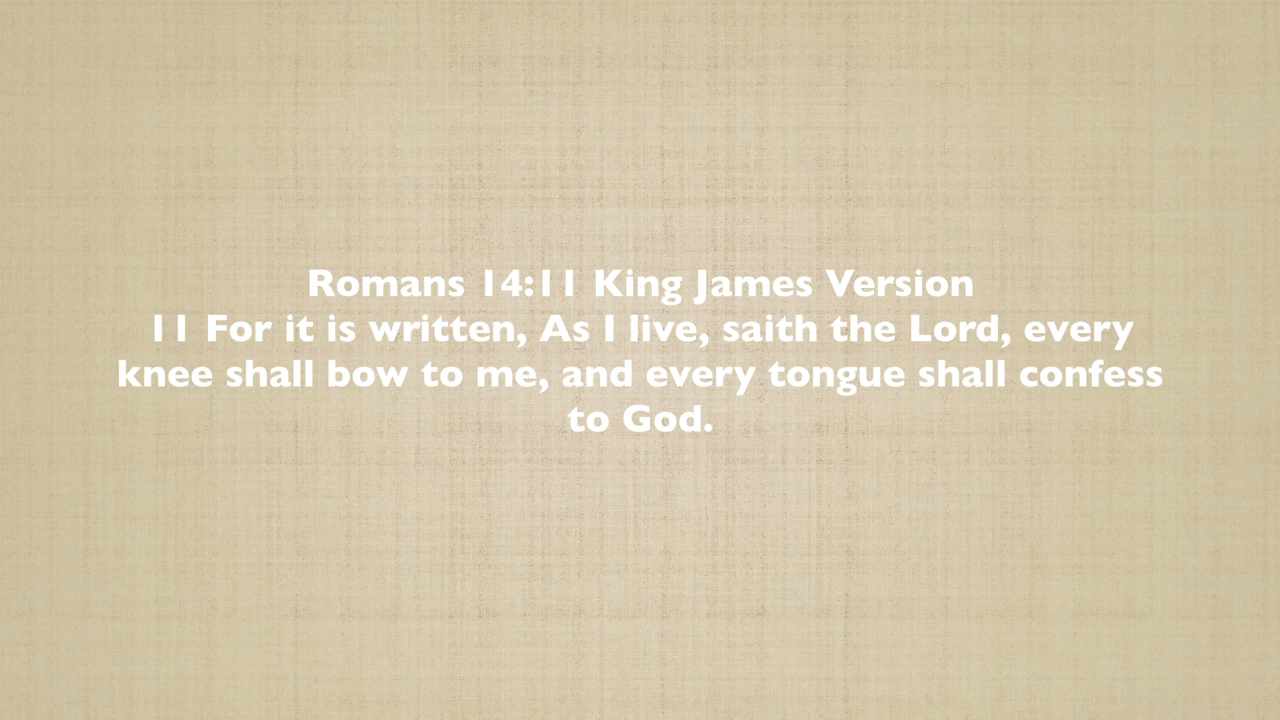 Romans 14:11 King James Version
11 For it is written, As I live, saith the Lord, every
knee shall bow to me, and every tongue shall confess
to God.